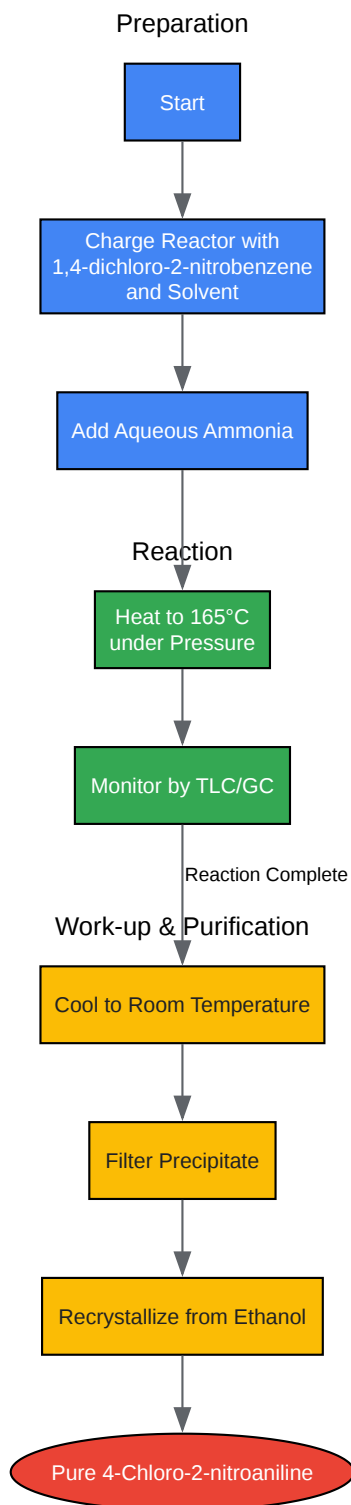 Preparation
Start
Charge Reactor with
1,4-dichloro-2-nitrobenzene
and Solvent
Add Aqueous Ammonia
Reaction
Heat to 165°C
under Pressure
Monitor by TLC/GC
Reaction Complete
Work-up & Purification
Cool to Room Temperature
Filter Precipitate
Recrystallize from Ethanol
Pure 4-Chloro-2-nitroaniline